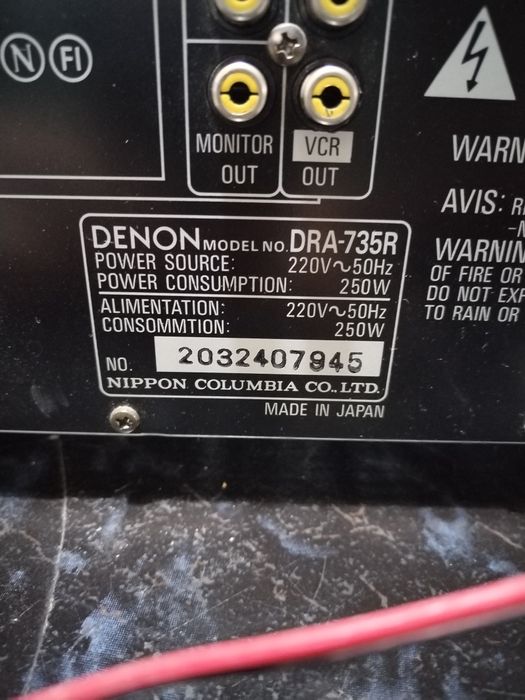 N FI
MONITOR OUT
VCR OUT
WARN
AVIS:
WARNIN
OF FIRE OR
DO NOT EXP
TO RAIN OR
DENON MODEL NO. DRA-735R
POWER SOURCE: 220V~50Hz
POWER CONSUMPTION: 250W
ALIMENTATION: 220V~50Hz
CONSOMMTION: 250W
NO. 2032407945
NIPPON COLUMBIA CO., LTD.
MADE IN JAPAN